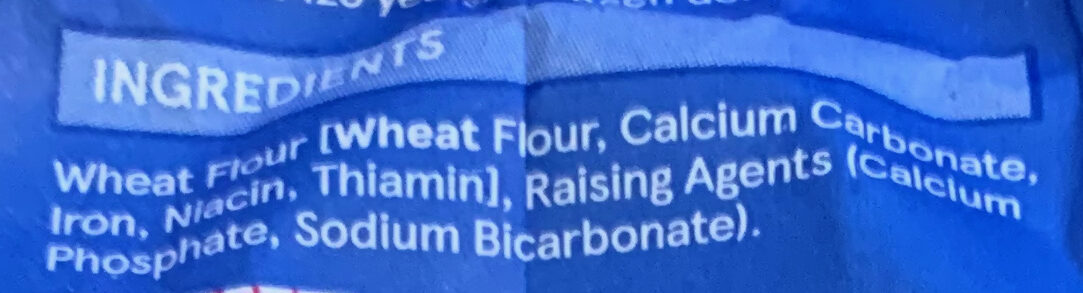 INGREDIENTS
Wheat Flour [Wheat Flour, Calcium Carbonate,
Iron, Niacin, Thiamin], Raising Agents (Calcium
Phosphate, Sodium Bicarbonate).